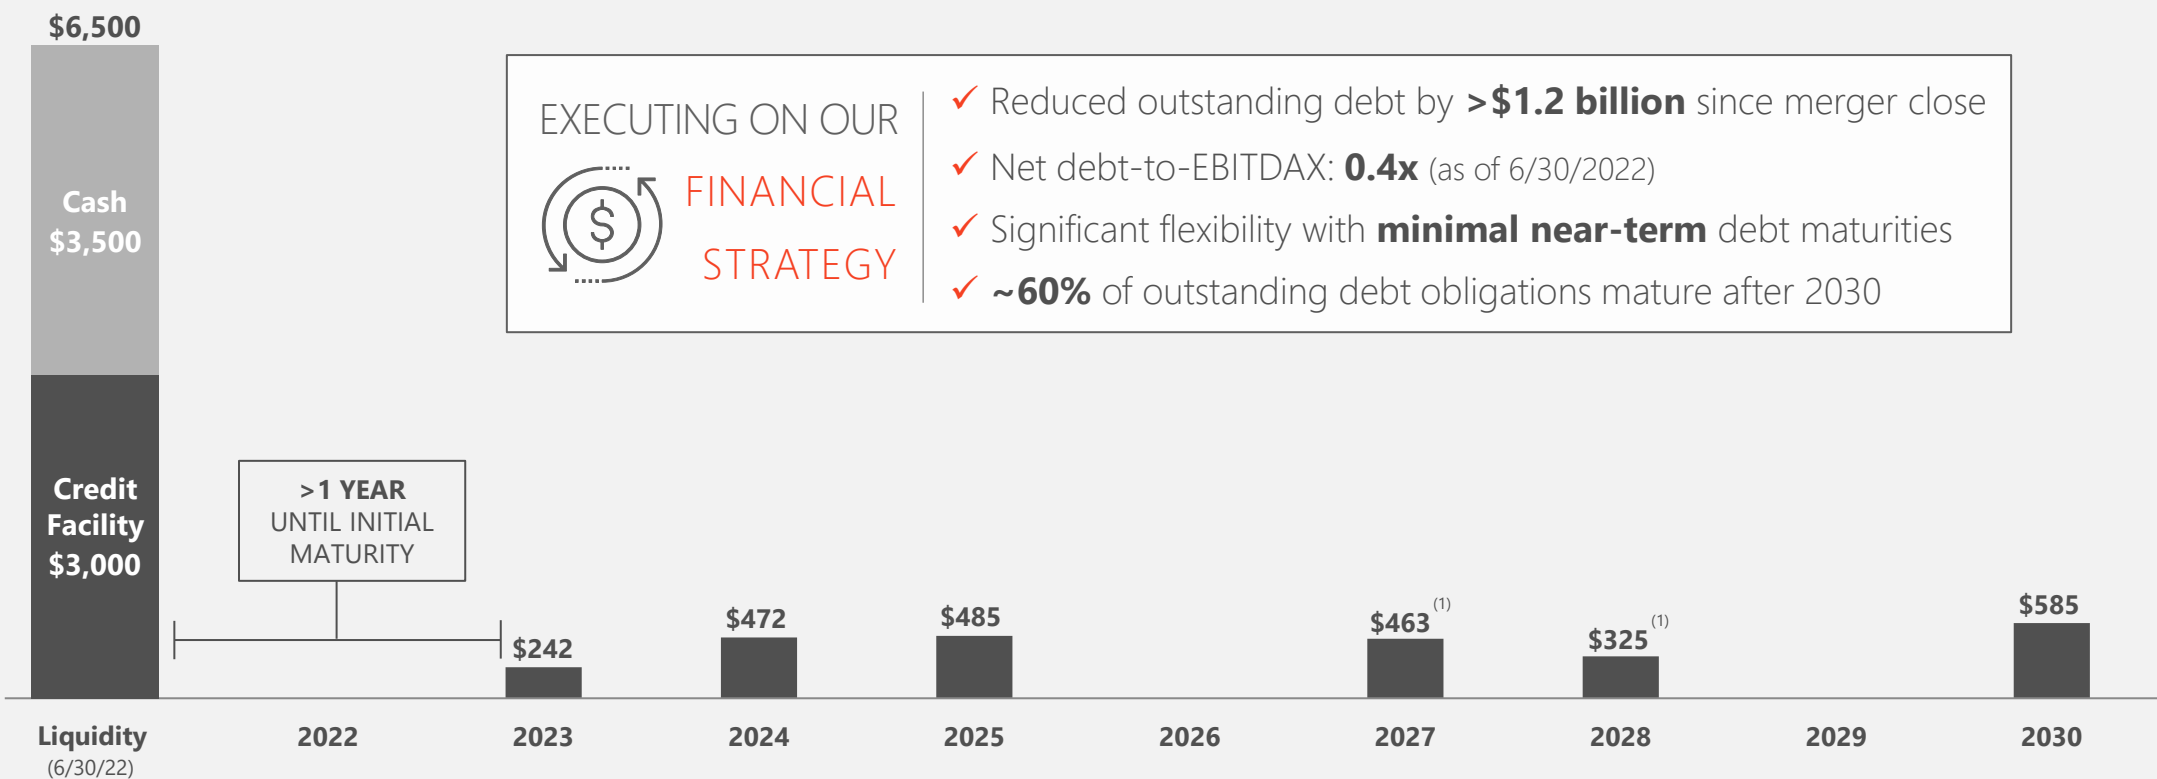 $6,500
Cash
$3,500
Credit
Facility
$3,000
EXECUTING ON OUR
FINANCIAL
STRATEGY
$
✓ Reduced outstanding debt by >$1.2 billion since merger close
✓ Net debt-to-EBITDAX: 0.4x (as of 6/30/2022)
✓ Significant flexibility with minimal near-term debt maturities
✓ ~60% of outstanding debt obligations mature after 2030
>1 YEAR
UNTIL INITIAL
MATURITY
$242
$472
$485
$463 (1)
$325 (1)
$585
Liquidity
(6/30/22)
2022
2023
2024
2025
2026
2027
2028
2029
2030